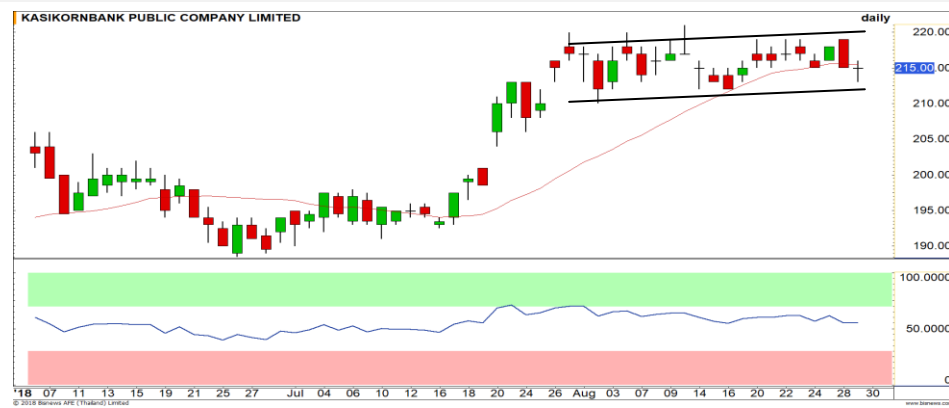 KASIKORNBANK PUBLIC COMPANY LIMITED
daily
220.00
215.00
210.00
205.00
200.00
195.00
190.00
100.0000
50.0000
0
'18 07 11 13 15 19 21 25 27 Jul 04 06 10 12 16 18 20 24 26 Aug 03 07 09 14 16 20 22 24 28 30
© 2018 Bisnews AFE (Thailand) Limited
www.bisnews.co